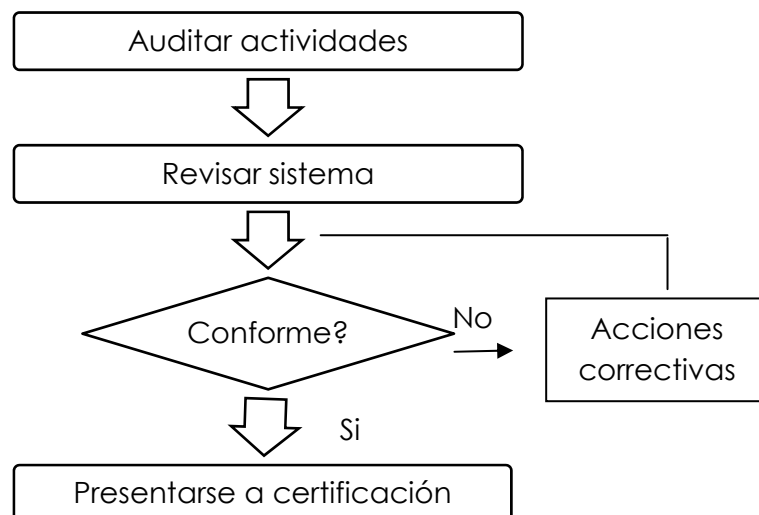 Auditar actividades
Revisar sistema
Conforme?
No
Acciones
correctivas
Si
Presentarse a certificación